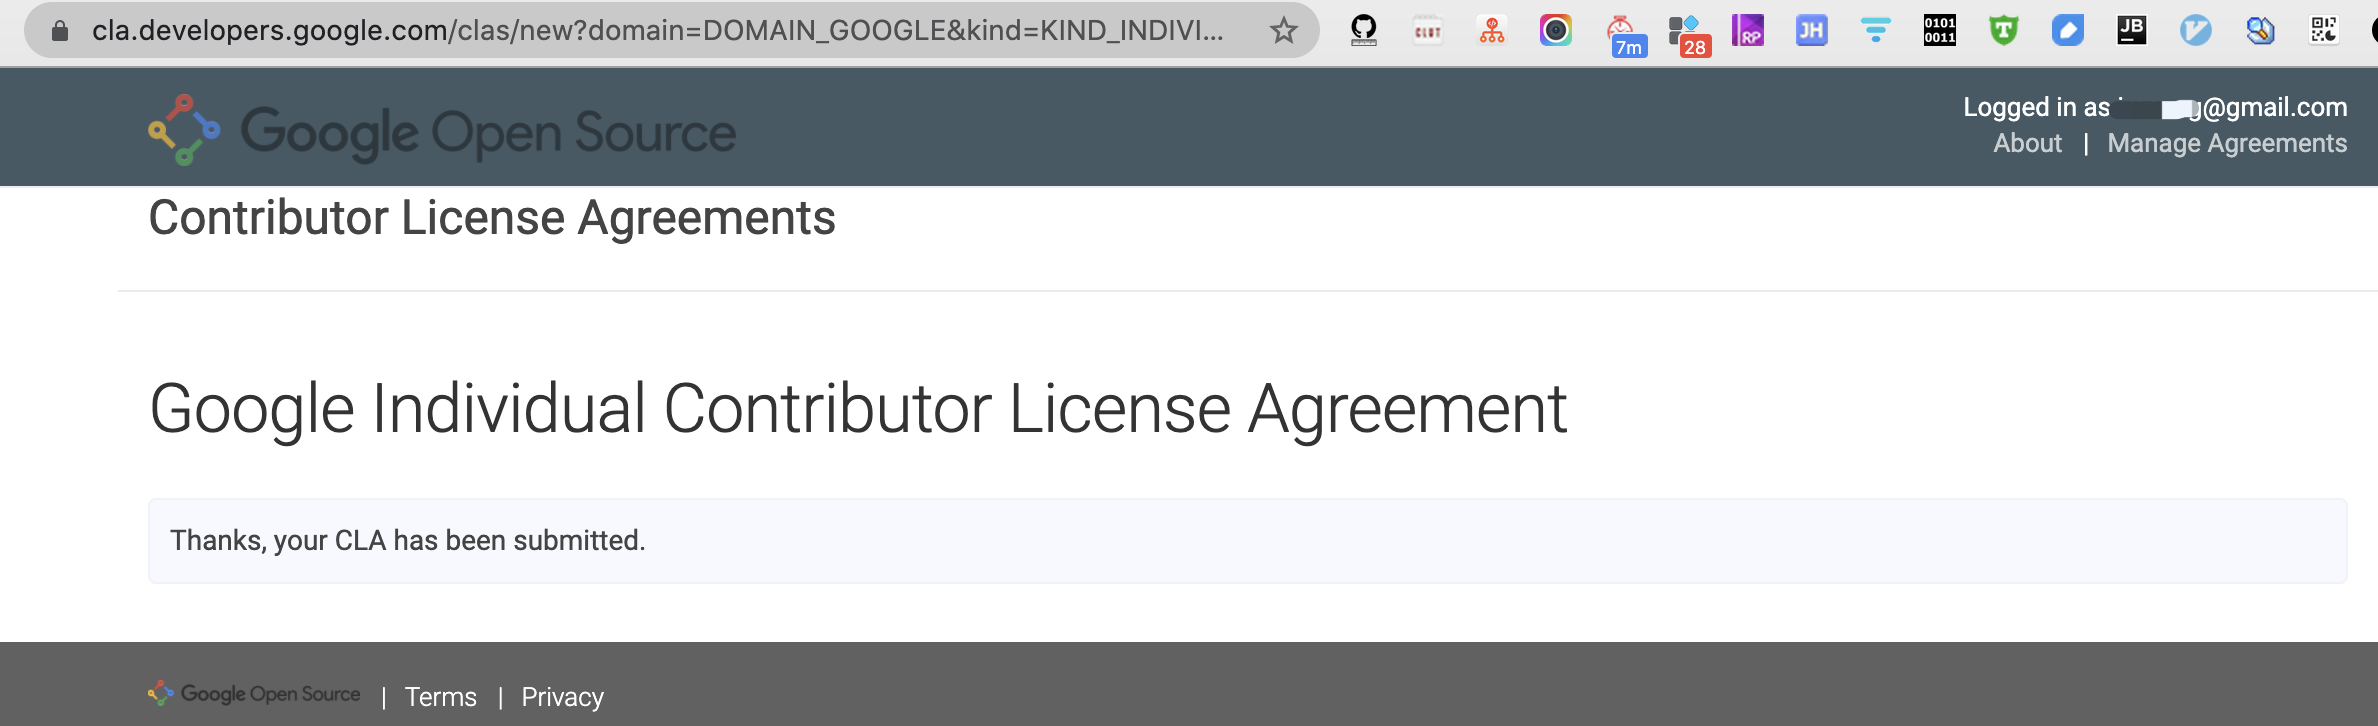 cla.developers.google.com/clas/new?domain=DOMAIN_GOOGLE&kind=KIND_INDIVI...
CLUT
7m
28
RP
JH
0101
0011
T
JB
Google Open Source
Logged in as g@gmail.com
About | Manage Agreements
Contributor License Agreements
Google Individual Contributor License Agreement
Thanks, your CLA has been submitted.
Google Open Source | Terms | Privacy